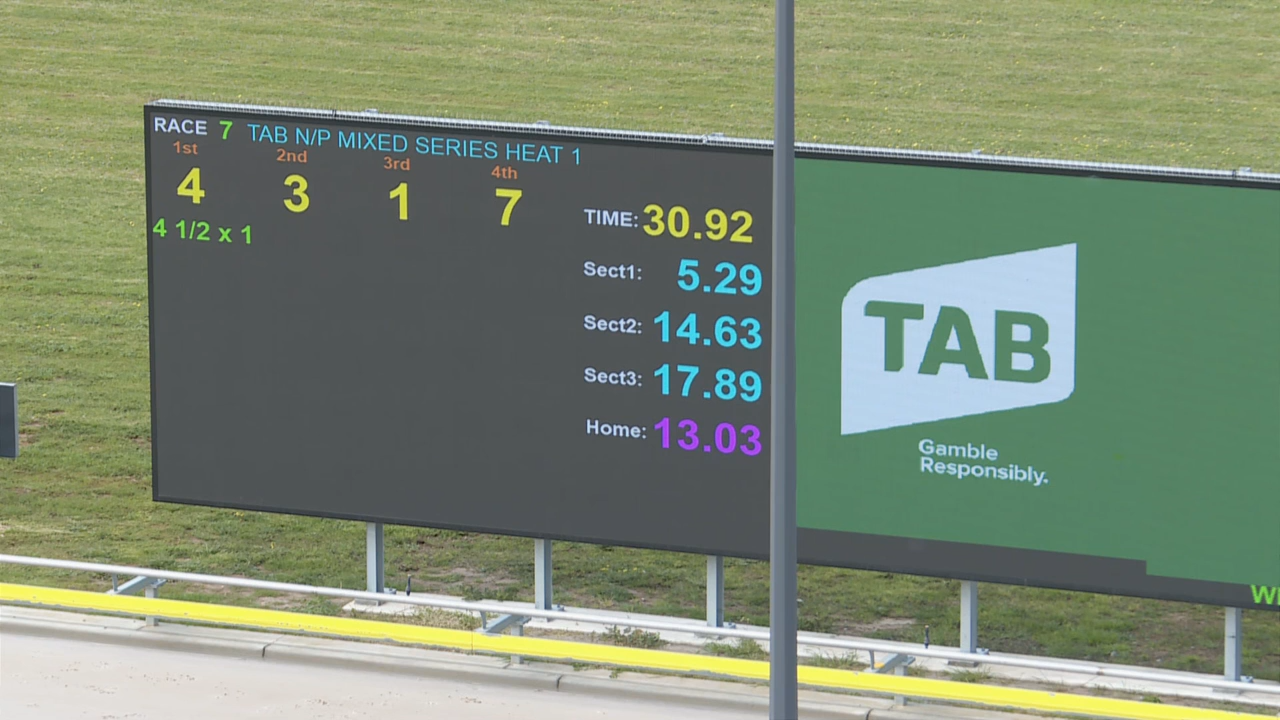 RACE 7 TAB N/P MIXED SERIES HEAT 1
1st 2nd 3rd 4th
4 3 1 7
4 1/2 x 1
TIME: 30.92
Sect1: 5.29
Sect2: 14.63
Sect3: 17.89
Home: 13.03
TAB
Gamble
Responsibly.